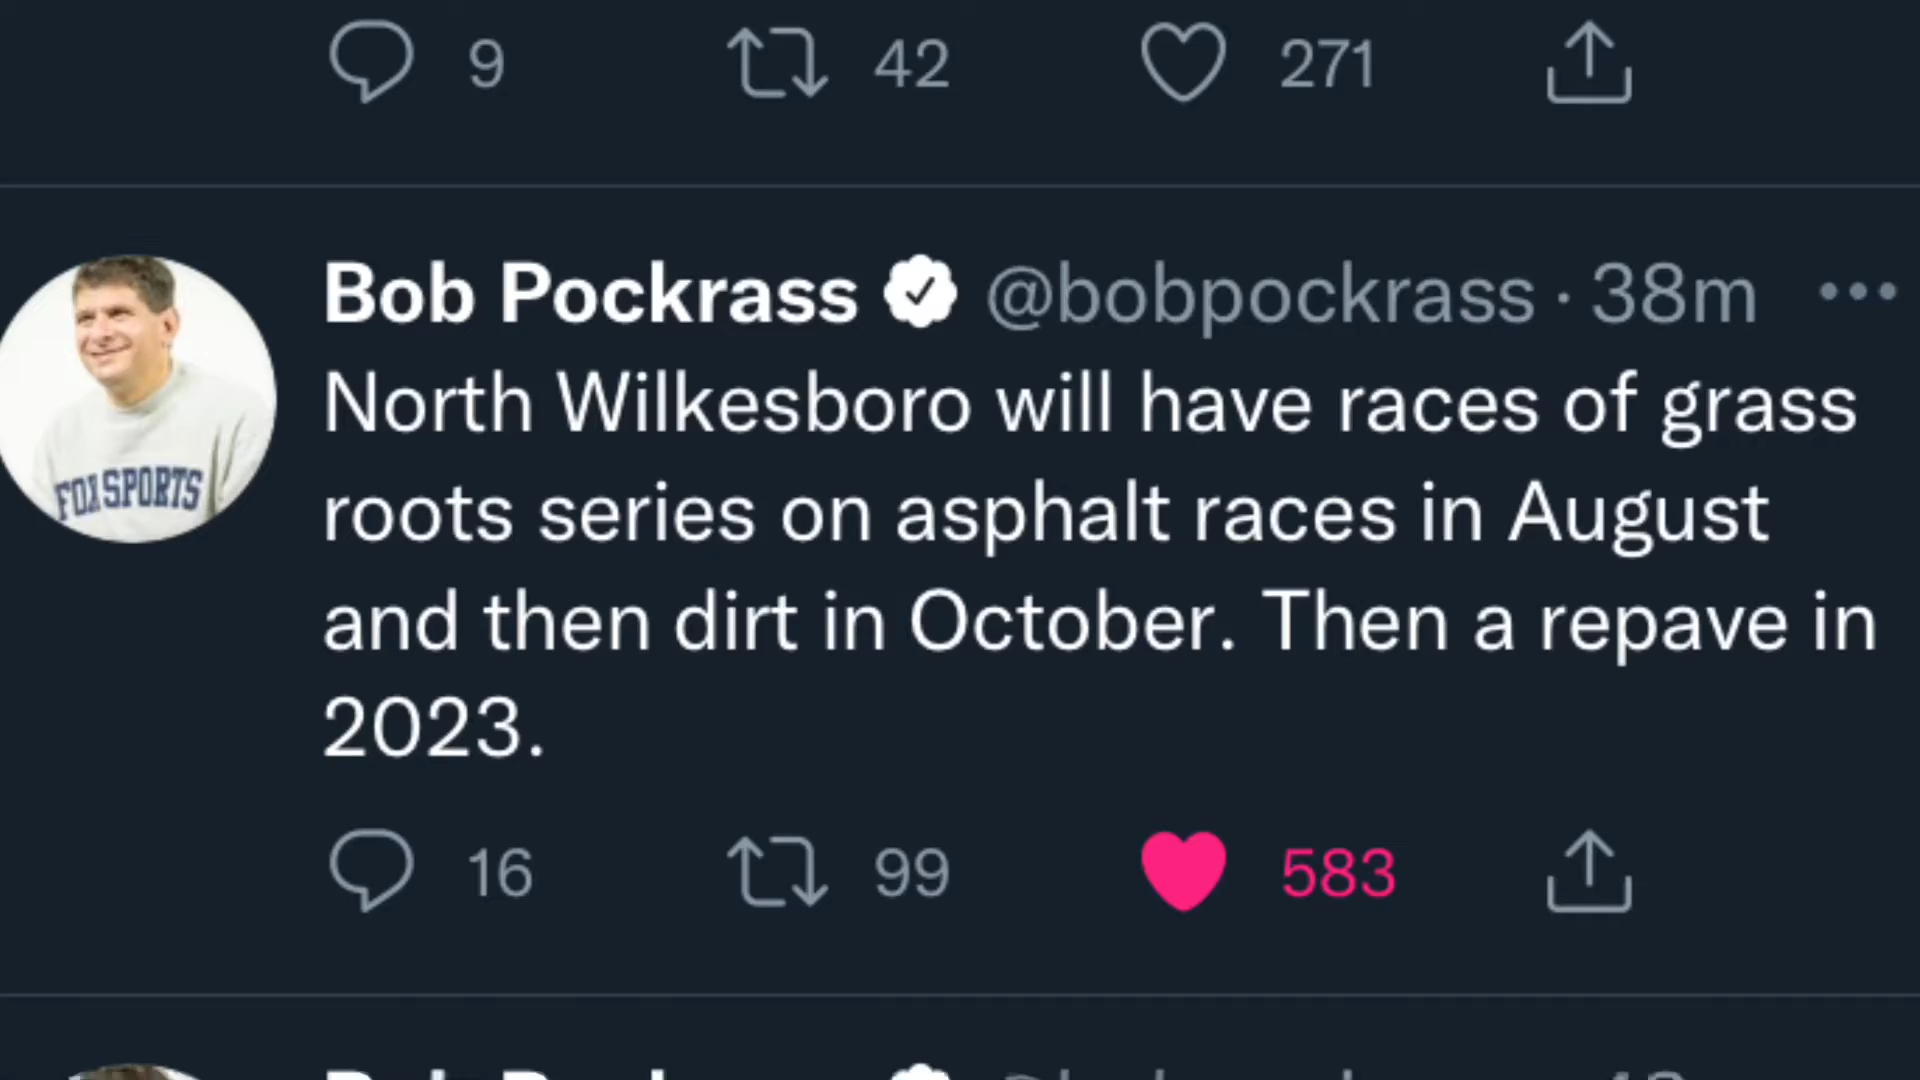 9 42 271
Bob Pockrass @bobpockrass · 38m
North Wilkesboro will have races of grass
roots series on asphalt races in August
and then dirt in October. Then a repave in
2023.
FOX SPORTS
16 99 583